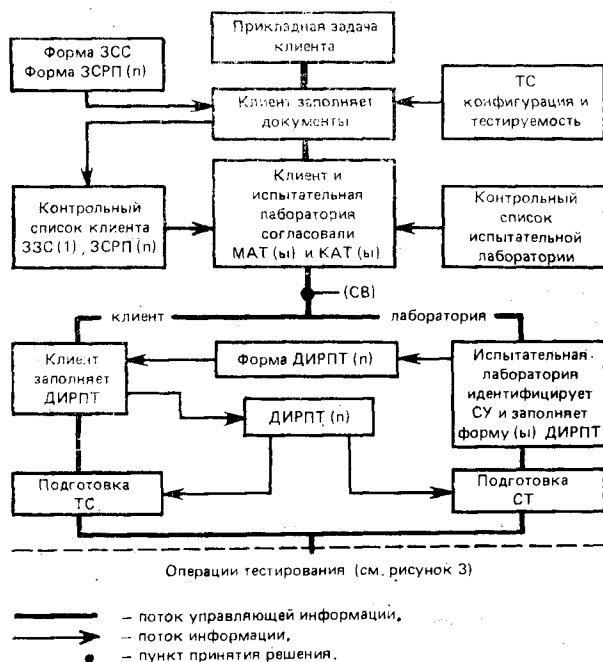 Прикладная задача
клиента
Форма ЗСС
Форма ЗСРП (п)
Клиент заполняет
документы
ТС
конфигурация и
тестируемость
Контрольный
список клиента
ЗЗС (1), ЗСРП (п)
Клиент и
испытательная
лаборатория
согласовали
МАТ (ы) и КАТ (ы)
Контрольный
список
испытательной
лаборатории
(СВ)
клиент
лаборатория
Клиент
заполняет
ДИРПТ
Форма ДИРПТ (п)
Испытательная
лаборатория
идентифицирует
СУ и заполняет
форму (ы) ДИРПТ
ДИРПТ (п)
Подготовка
ТС
Подготовка
СТ
Операции тестирования (см. рисунок 3)
— поток управляющей информации,
— поток информации,
— пункт принятия решения.